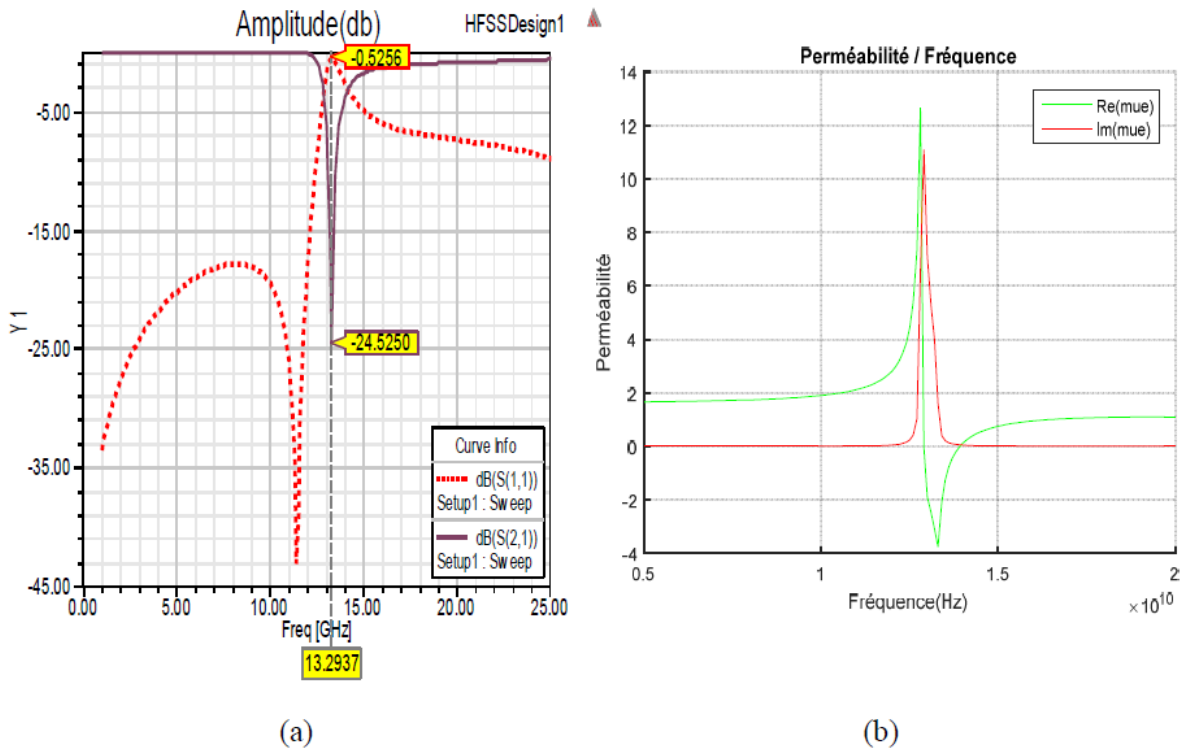 Amplitude(db)
HFSSDesign1
-0.5256
-5.00
-15.00
-25.00
-35.00
-45.00
Y 1
-24.5250
Curve Info
dB(S(1,1))
Setup1 : Sweep
dB(S(2,1))
Setup1 : Sweep
0.00 5.00 10.00 15.00 20.00 25.00
Freq [GHz]
13.2937
(a)
Perméabilité / Fréquence
14
12
10
8
6
4
2
0
-2
-4
Perméabilité
Re(mue)
Im(mue)
0.5 1 1.5 2
Fréquence(Hz)
×10^10
(b)